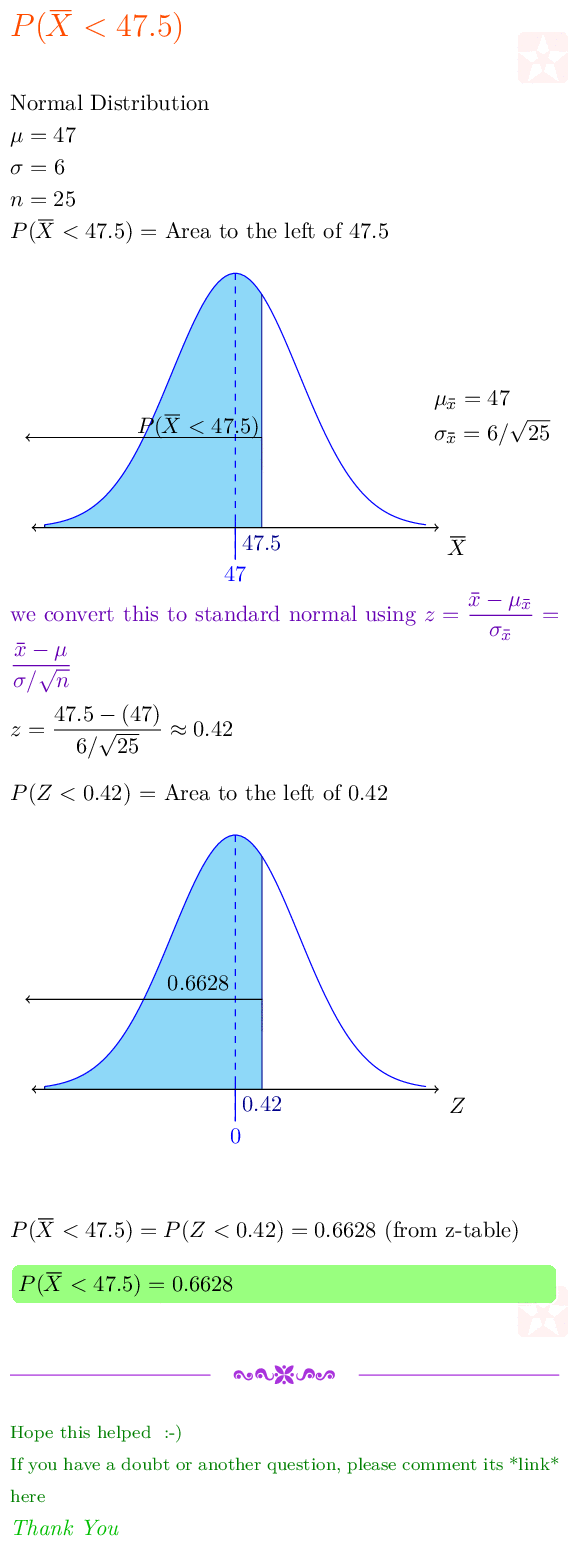 P(X̅ < 47.5)
Normal Distribution
μ = 47
σ = 6
n = 25
P(X̅ < 47.5) = Area to the left of 47.5
P(X̅ < 47.5)
μ_x̄ = 47
σ_x̄ = 6/√25
47.5
X̅
47
we convert this to standard normal using z = (x̄ − μ_x̄)/σ_x̄ =
(x̄ − μ)/(σ/√n)
z = (47.5 − (47))/(6/√25) ≈ 0.42
P(Z < 0.42) = Area to the left of 0.42
0.6628
0.42
Z
0
P(X̅ < 47.5) = P(Z < 0.42) = 0.6628 (from z-table)
P(X̅ < 47.5) = 0.6628
Hope this helped :-)
If you have a doubt or another question, please comment its *link*
here
Thank You